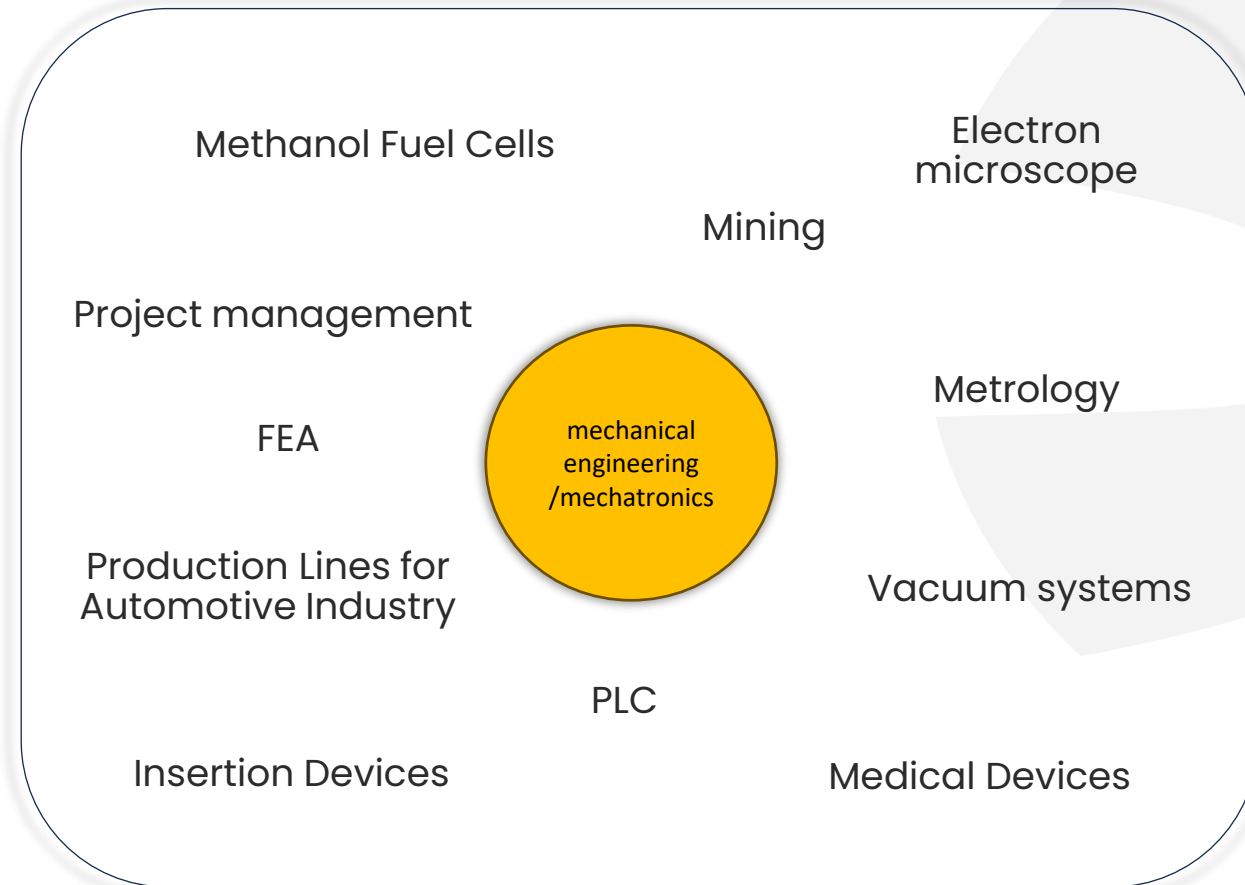 Methanol Fuel Cells
Electron
microscope
Mining
Project management
Metrology
FEA
mechanical
engineering
/mechatronics
Production Lines for
Automotive Industry
Vacuum systems
PLC
Insertion Devices
Medical Devices